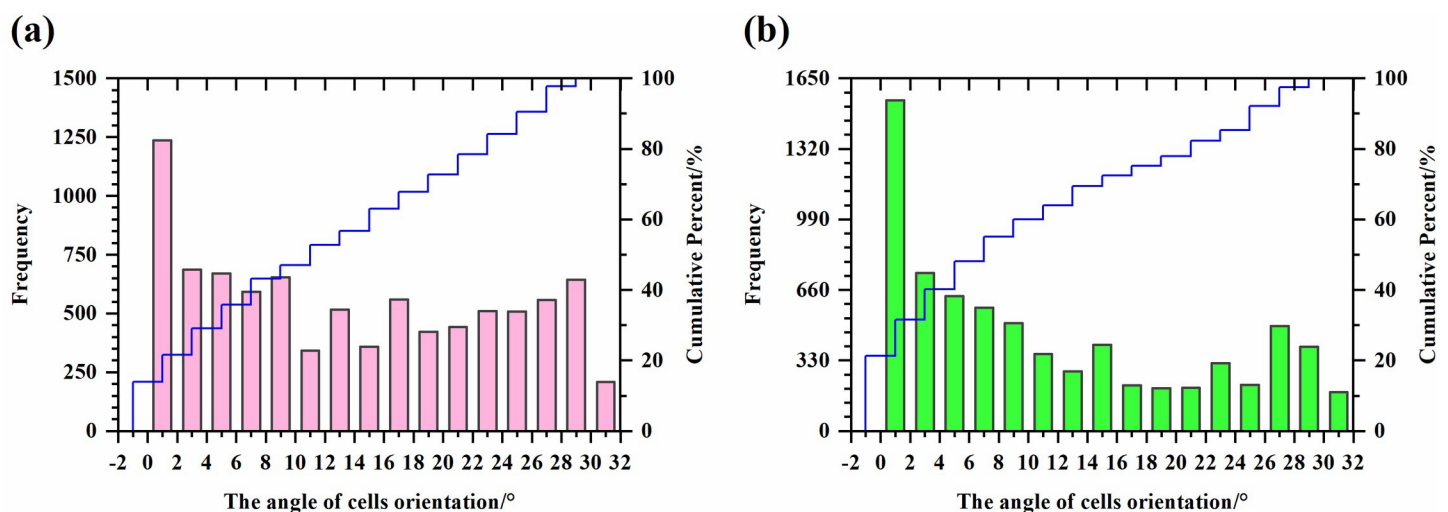 (a)
1500
1250
1000
750
500
250
0
Frequency
100
80
60
40
20
0
Cumulative Percent/%
-2 0 2 4 6 8 10 12 14 16 18 20 22 24 26 28 30 31 32
The angle of cells orientation/°
(b)
1650
1320
990
660
330
0
Frequency
100
80
60
40
20
0
Cumulative Percent/%
-2 0 2 4 6 8 10 11 13 14 16 18 20 22 24 26 28 30 31 32
The angle of cells orientation/°